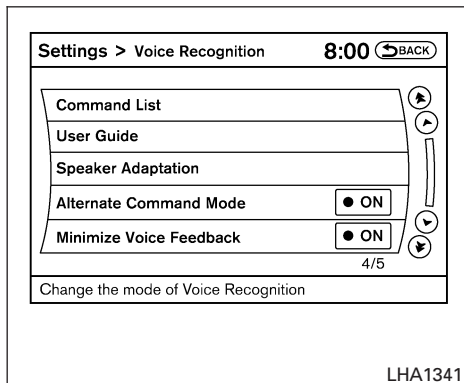 Settings > Voice Recognition 8:00 BACK
Command List
User Guide
Speaker Adaptation
Alternate Command Mode ON
Minimize Voice Feedback ON
4/5
Change the mode of Voice Recognition
LHA1341